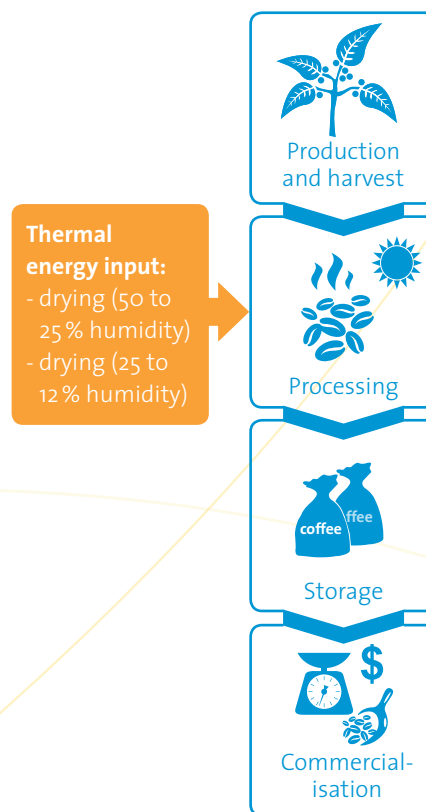 Production
and harvest
Thermal
energy input:
- drying (50 to
25 % humidity)
- drying (25 to
12 % humidity)
Processing
coffee
ffee
Storage
$
Commercial-
isation